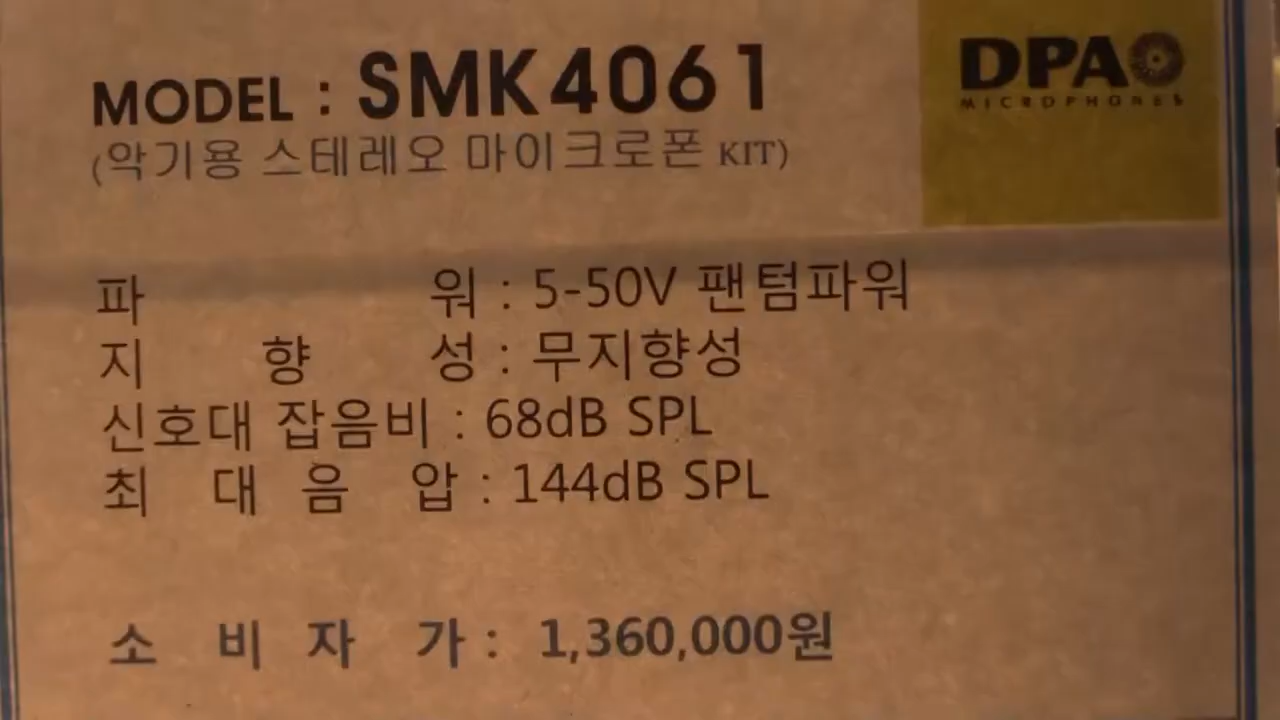 MODEL : SMK4061
DPA
MICROPHONES
(악기용 스테레오 마이크로폰 KIT)
파 워 : 5-50V 팬텀파워
지 향 성 : 무지향성
신호대 잡음비 : 68dB SPL
최 대 음 압 : 144dB SPL
소 비 자 가 : 1,360,000원